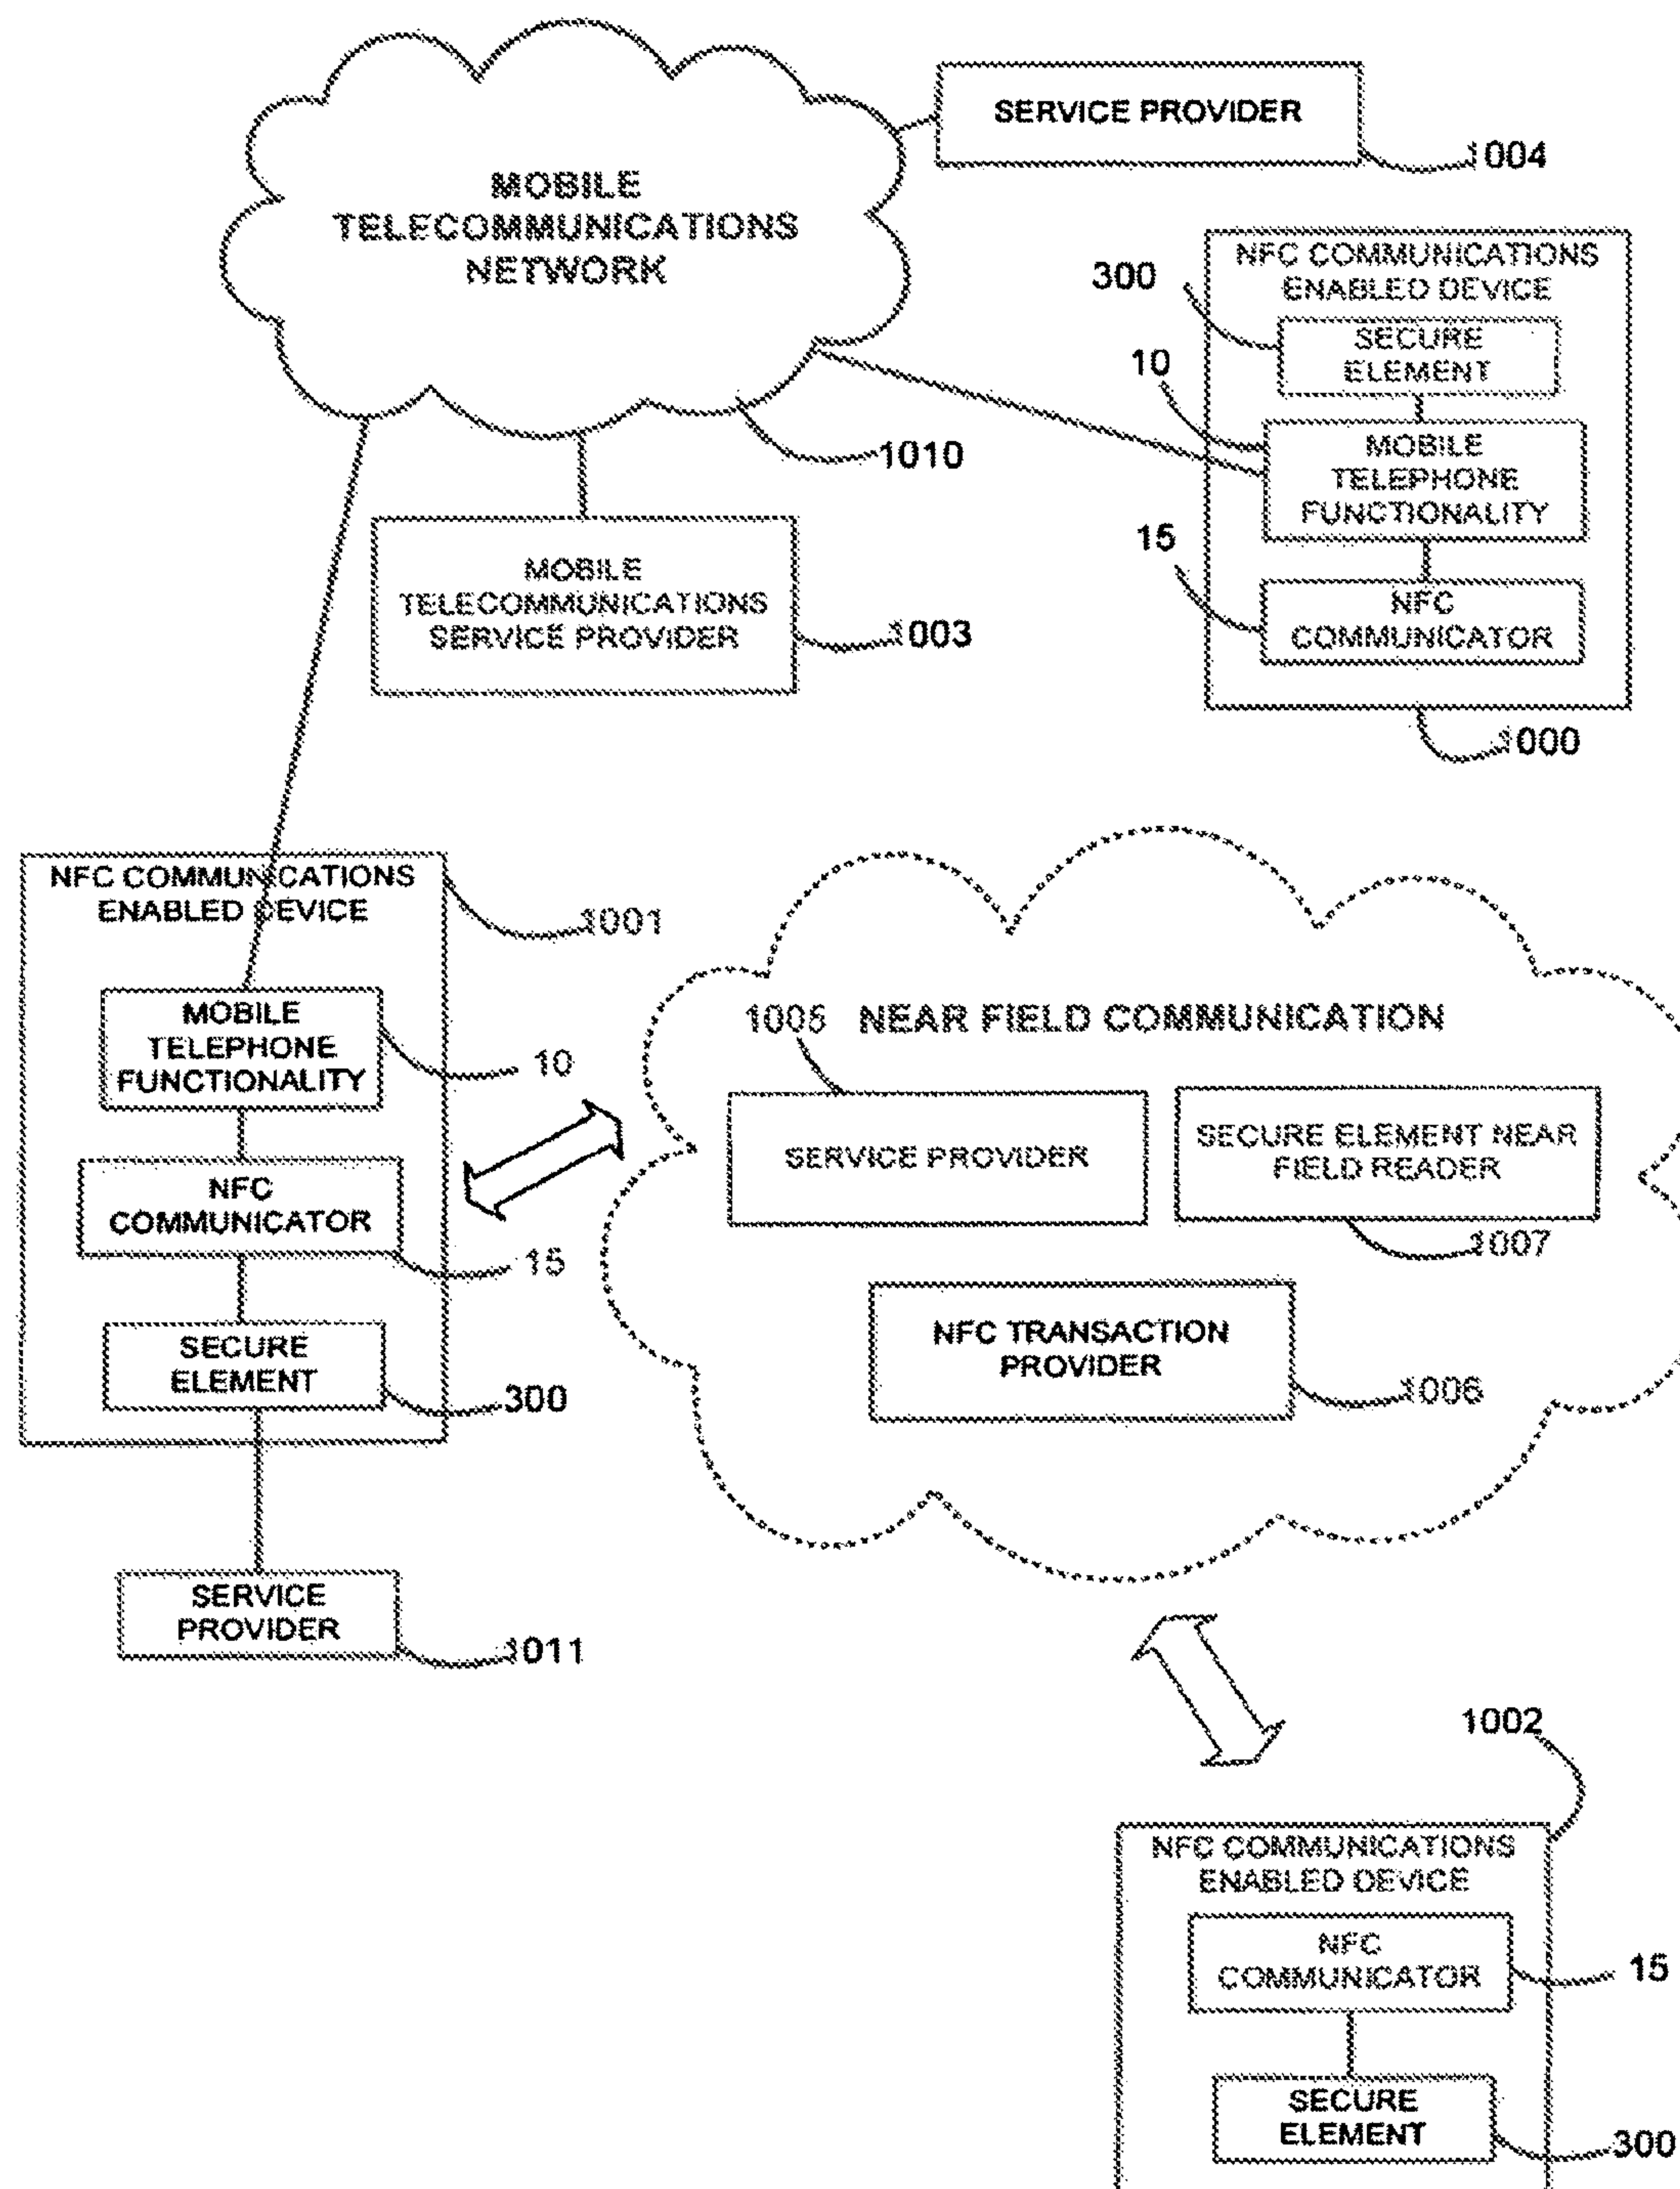 SERVICE PROVIDER
1004
MOBILE
TELECOMMUNICATIONS
NETWORK
1010
NFC COMMUNICATIONS
ENABLED DEVICE
300
SECURE
ELEMENT
10
MOBILE
TELEPHONE
FUNCTIONALITY
15
NFC
COMMUNICATOR
1000
MOBILE
TELECOMMUNICATIONS
SERVICE PROVIDER
1003
NFC COMMUNICATIONS
ENABLED DEVICE
1001
MOBILE
TELEPHONE
FUNCTIONALITY
10
NFC
COMMUNICATOR
15
SECURE
ELEMENT
300
SERVICE
PROVIDER
1011
1005 NEAR FIELD COMMUNICATION
SERVICE PROVIDER
SECURE ELEMENT NEAR
FIELD READER
1007
NFC TRANSACTION
PROVIDER
1006
1002
NFC COMMUNICATIONS
ENABLED DEVICE
NFC
COMMUNICATOR
15
SECURE
ELEMENT
300